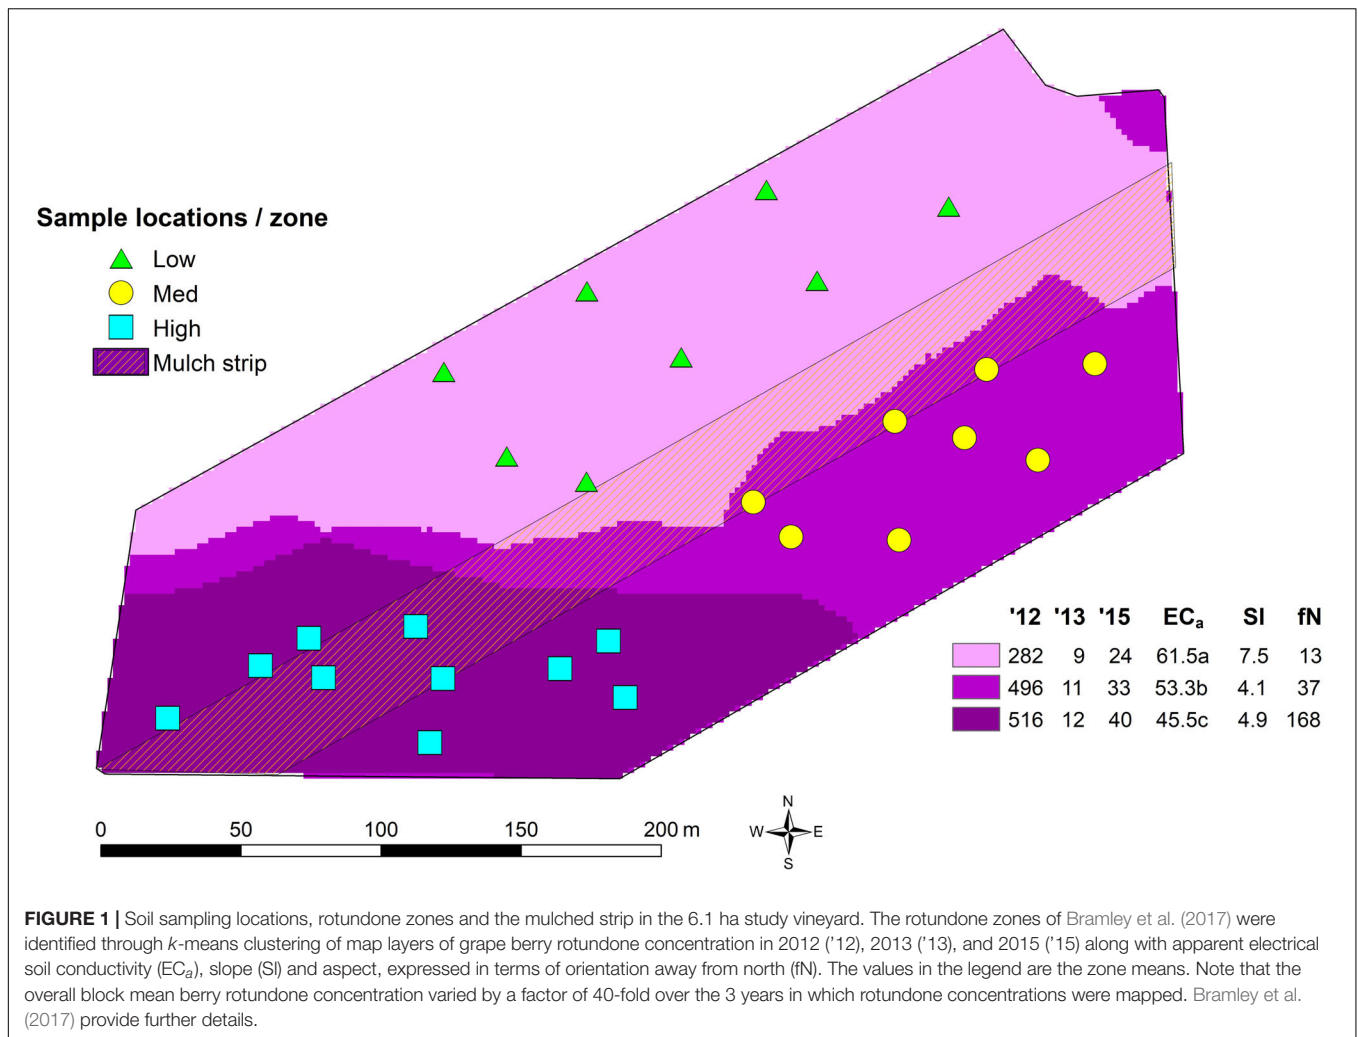 Sample locations / zone
Low
Med
High
Mulch strip
'12 '13 '15 ECa SI fN
282 9 24 61.5a 7.5 13
496 11 33 53.3b 4.1 37
516 12 40 45.5c 4.9 168
0 50 100 150 200 m
N
W E
S
FIGURE 1 | Soil sampling locations, rotundone zones and the mulched strip in the 6.1 ha study vineyard. The rotundone zones of Bramley et al. (2017) were
identified through k-means clustering of map layers of grape berry rotundone concentration in 2012 ('12), 2013 ('13), and 2015 ('15) along with apparent electrical
soil conductivity (ECa), slope (SI) and aspect, expressed in terms of orientation away from north (fN). The values in the legend are the zone means. Note that the
overall block mean berry rotundone concentration varied by a factor of 40-fold over the 3 years in which rotundone concentrations were mapped. Bramley et al.
(2017) provide further details.